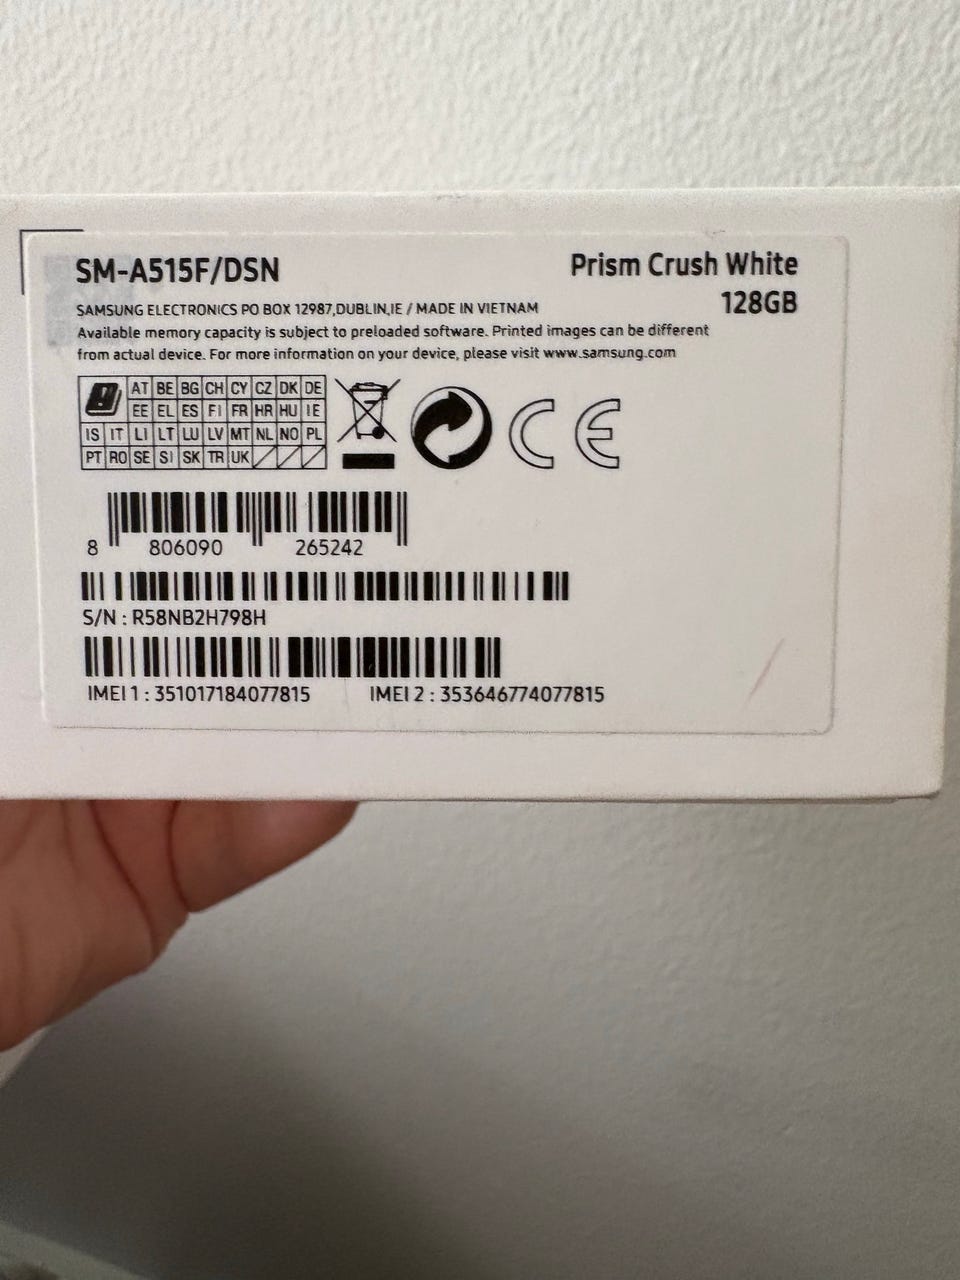 SM-A515F/DSN
Prism Crush White
128GB
SAMSUNG ELECTRONICS PO BOX 12987,DUBLIN,IE / MADE IN VIETNAM
Available memory capacity is subject to preloaded software. Printed images can be different
from actual device. For more information on your device, please visit www.samsung.com
AT BE BG CH CY CZ DK DE
EE EL ES FI FR HR HU IE
IS IT LI LT LU LV MT NL NO PL
PT RO SE SI SK TR UK
CE
8 806090 265242
S/N : R58NB2H798H
IMEI 1 : 351017184077815 IMEI 2 : 353646774077815